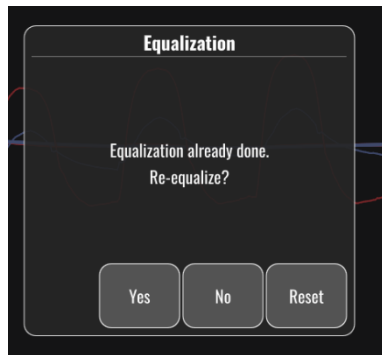 Equalization
Equalization already done.
Re-equalize?
Yes
No
Reset